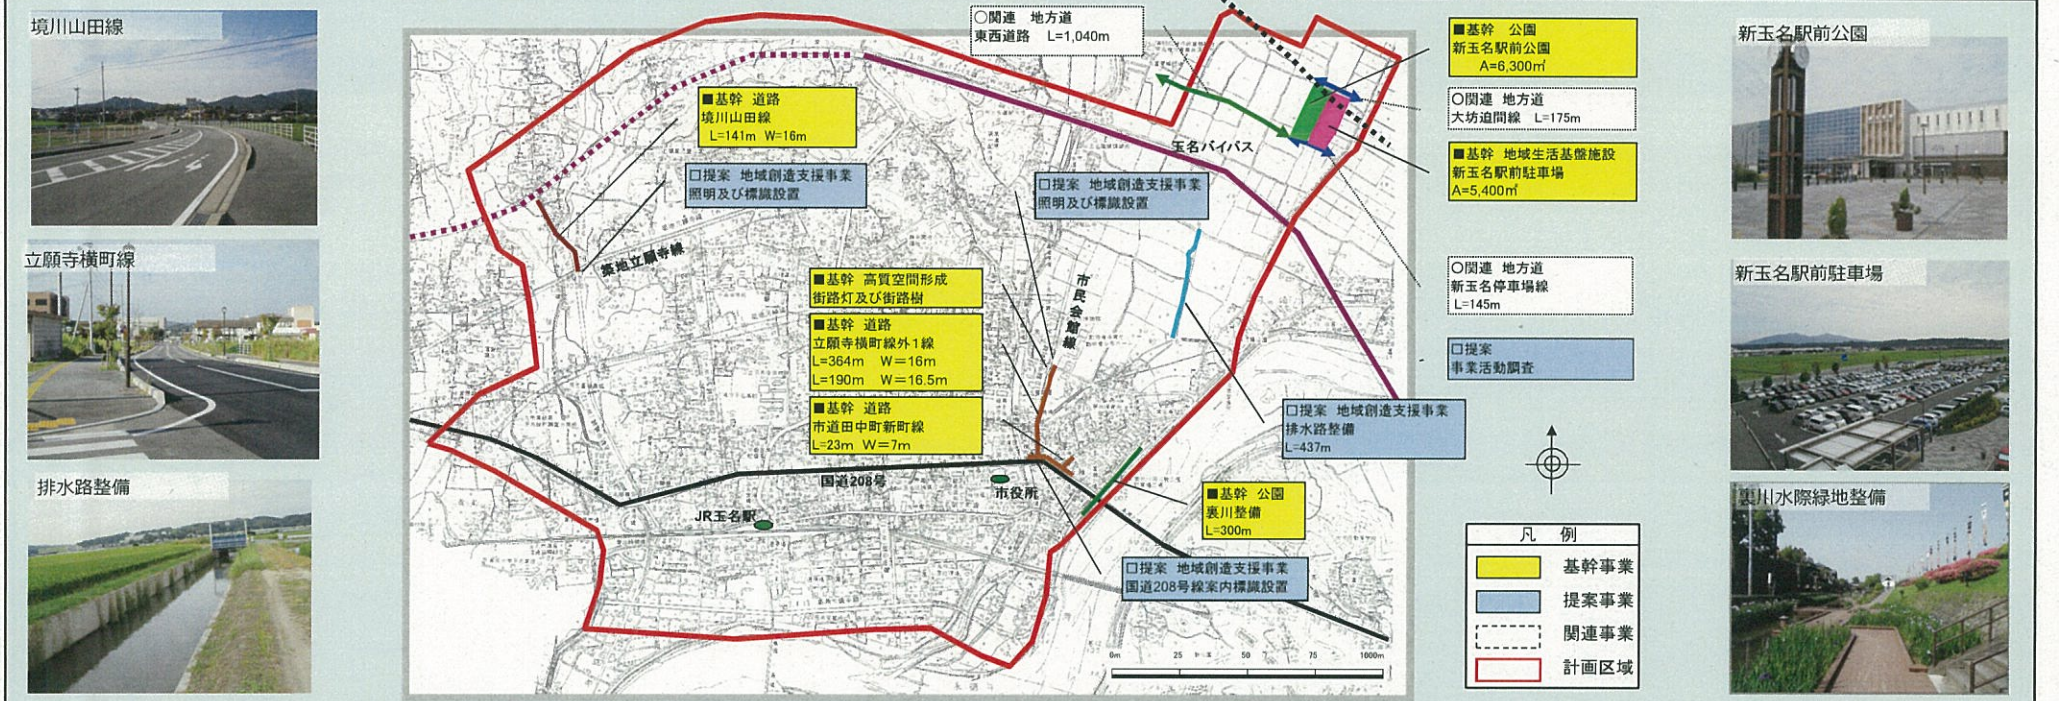 境川山田線
立願寺横町線
排水路整備
○関連 地方道
東西道路 L=1,040m
■基幹 道路
境川山田線
L=141m W=16m
□提案 地域創造支援事業
照明及び標識設置
□提案 地域創造支援事業
照明及び標識設置
玉名バイパス
築地立願寺線
市民会館線
■基幹 高質空間形成
街路灯及び街路樹
■基幹 道路
立願寺横町線外1線
L=364m W=16m
L=190m W=16.5m
■基幹 道路
市道田中町新町線
L=23m W=7m
国道208号
市役所
JR玉名駅
□提案 地域創造支援事業
排水路整備
L=437m
■基幹 公園
裏川整備
L=300m
□提案 地域創造支援事業
国道208号線案内標識設置
0m 25 50 75 1000m
■基幹 公園
新玉名駅前公園
A=6,300㎡
○関連 地方道
大坊迫間線 L=175m
■基幹 地域生活基盤施設
新玉名駅前駐車場
A=5,400㎡
○関連 地方道
新玉名停車場線
L=145m
□提案
事業活動調査
凡 例
基幹事業
提案事業
関連事業
計画区域
新玉名駅前公園
新玉名駅前駐車場
裏川水際緑地整備